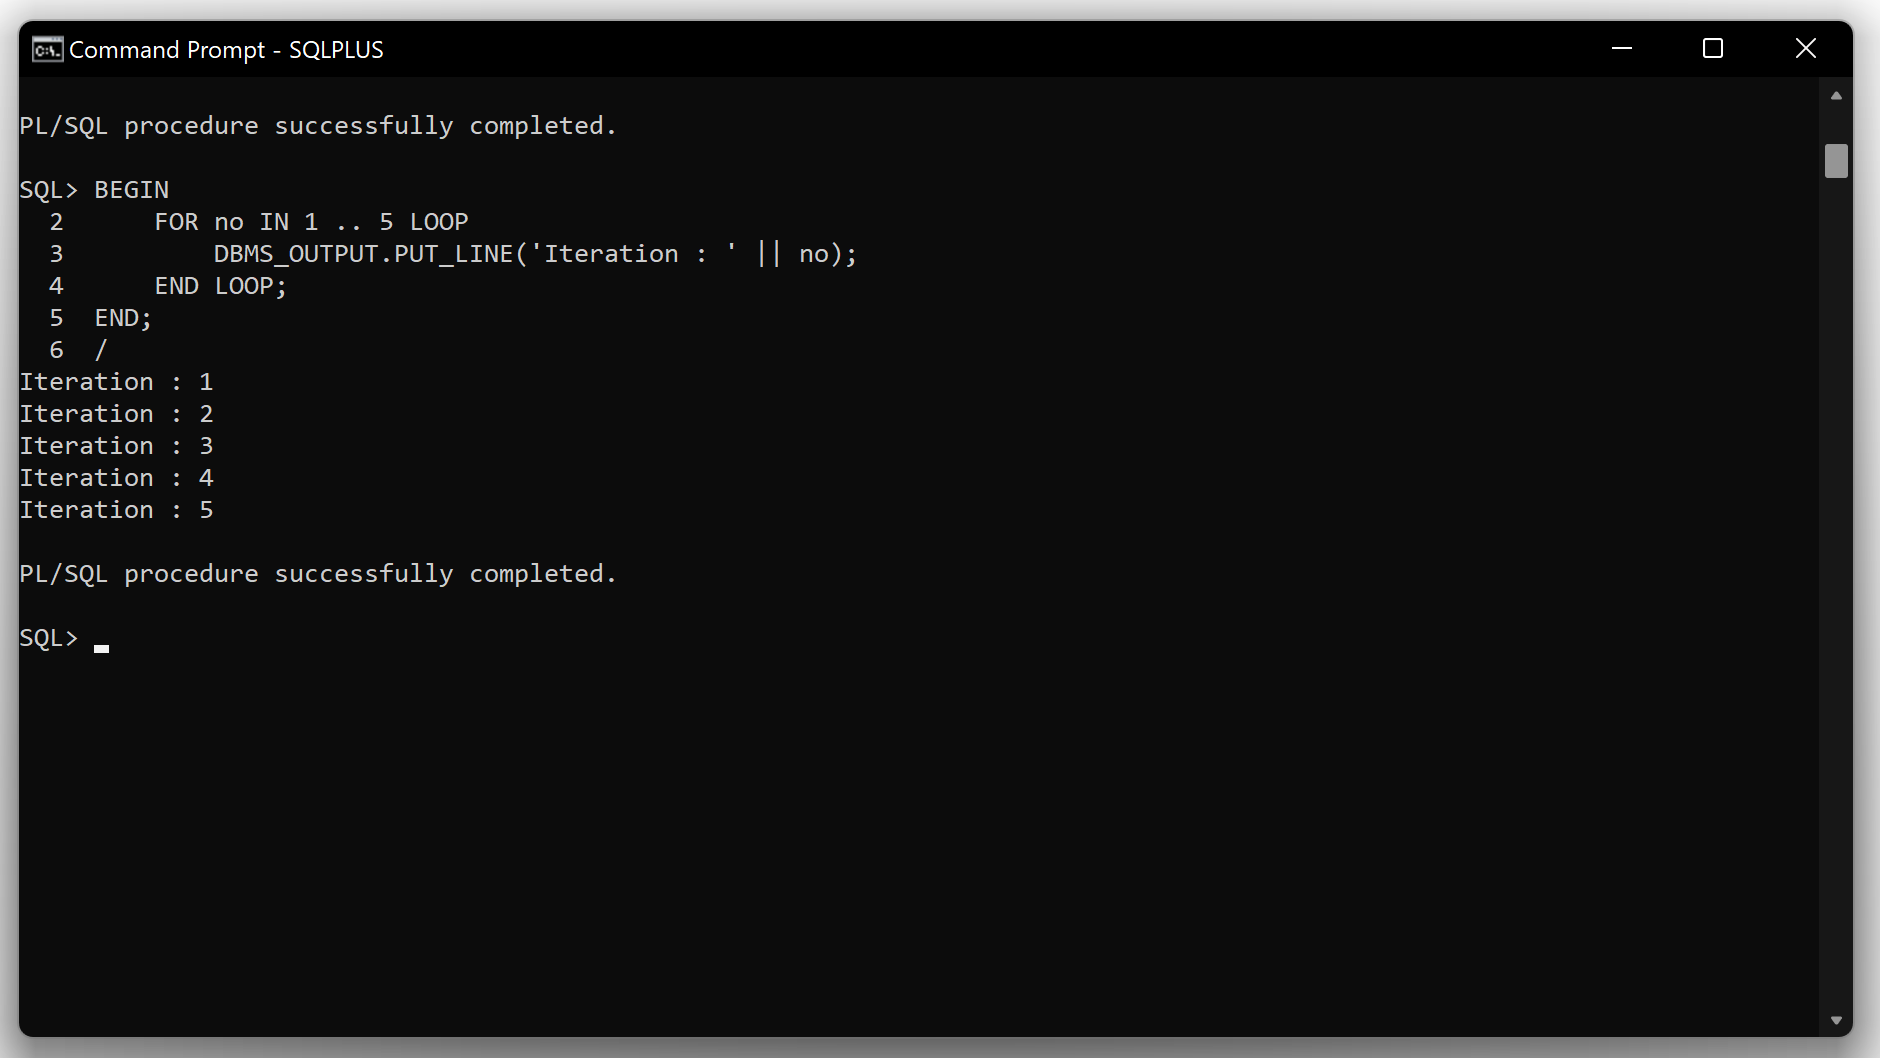 Command Prompt - SQLPLUS
PL/SQL procedure successfully completed.
SQL> BEGIN
  2      FOR no IN 1 .. 5 LOOP
  3          DBMS_OUTPUT.PUT_LINE('Iteration : ' || no);
  4      END LOOP;
  5  END;
  6  /
Iteration : 1
Iteration : 2
Iteration : 3
Iteration : 4
Iteration : 5
PL/SQL procedure successfully completed.
SQL>